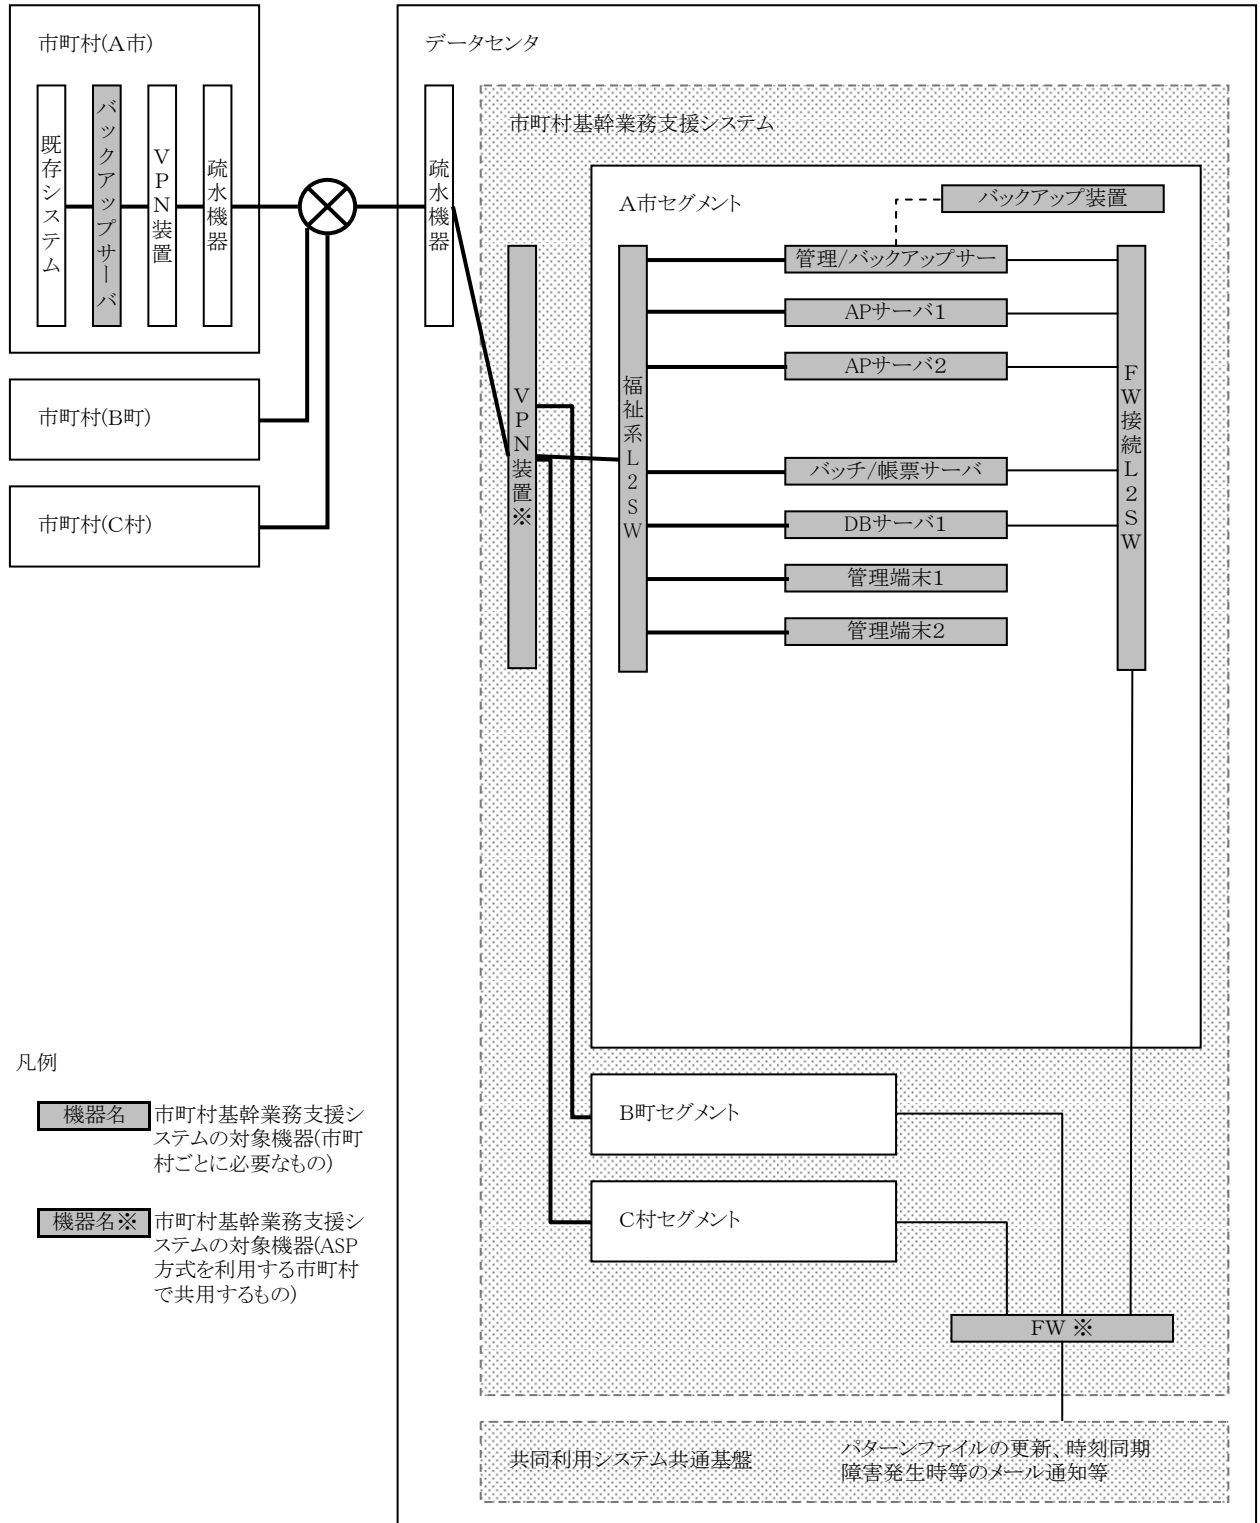 市町村(A市)
既存システム
バックアップサーバ
VPN装置
疏水機器
市町村(B町)
市町村(C村)
データセンタ
疏水機器
市町村基幹業務支援システム
VPN装置※
A市セグメント
バックアップ装置
福祉系L2SW
管理/バックアップサー
APサーバ1
APサーバ2
バッチ/帳票サーバ
DBサーバ1
管理端末1
管理端末2
FW接続L2SW
B町セグメント
C村セグメント
FW ※
共同利用システム共通基盤
パターンファイルの更新、時刻同期
障害発生時等のメール通知等
凡例
機器名
市町村基幹業務支援シ
ステムの対象機器(市町
村ごとに必要なもの)
機器名※
市町村基幹業務支援シ
ステムの対象機器(ASP
方式を利用する市町村
で共用するもの)